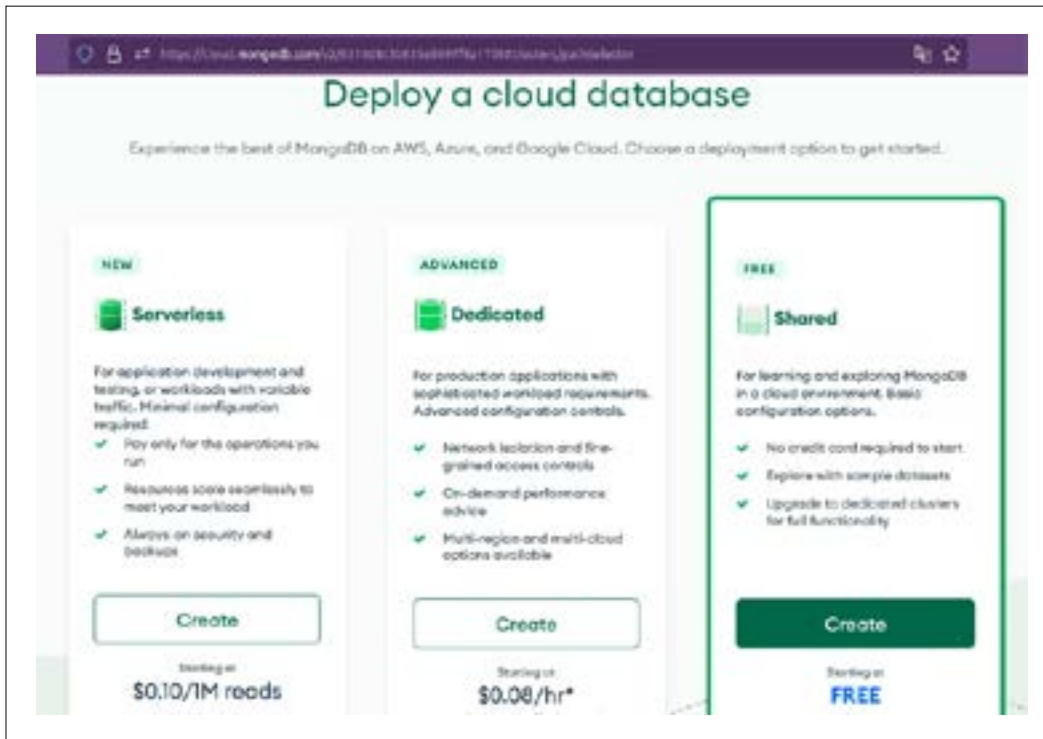 https://cloud.mongodb.com/v2/
Deploy a cloud database
Experience the best of MongoDB on AWS, Azure, and Google Cloud. Choose a deployment option to get started.
NEW
Serverless
For application development and
testing, or workloads with variable
traffic. Minimal configuration
required.
Pay only for the operations you
run
Resources scale seamlessly to
meet your workload
Always on security and
backups
Create
Starting at
$0.10/1M reads
ADVANCED
Dedicated
For production applications with
sophisticated workload requirements.
Advanced configuration controls.
Network isolation and fine-
grained access controls
On-demand performance
advice
Multi-region and multi-cloud
options available
Create
Starting at
$0.08/hr*
FREE
Shared
For learning and exploring MongoDB
in a cloud environment. Basic
configuration options.
No credit card required to start
Explore with sample datasets
Upgrade to dedicated clusters
for full functionality
Create
Starting at
FREE